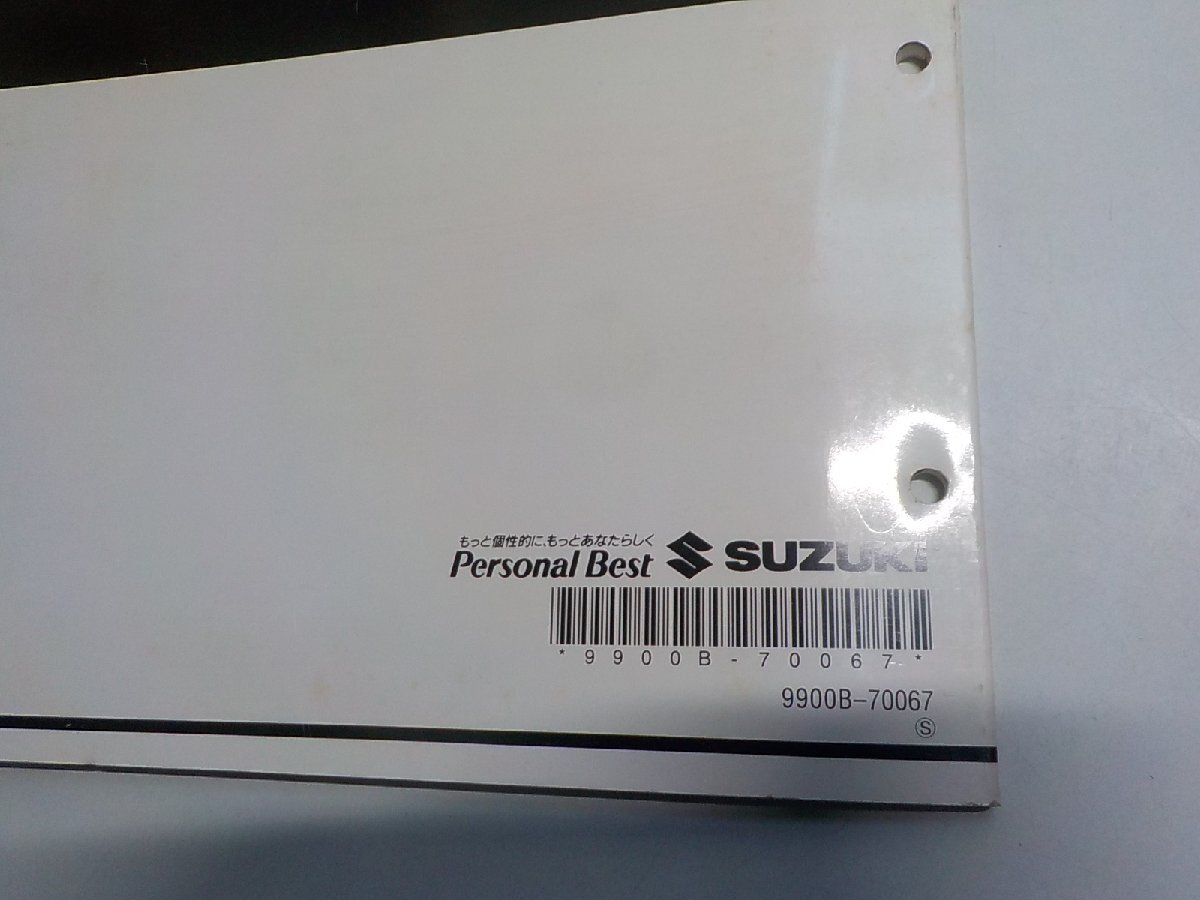 もっと個性的に、もっとあなたらしく
Personal Best SUZUKI
*9900B-70067*
9900B-70067
Ⓢ